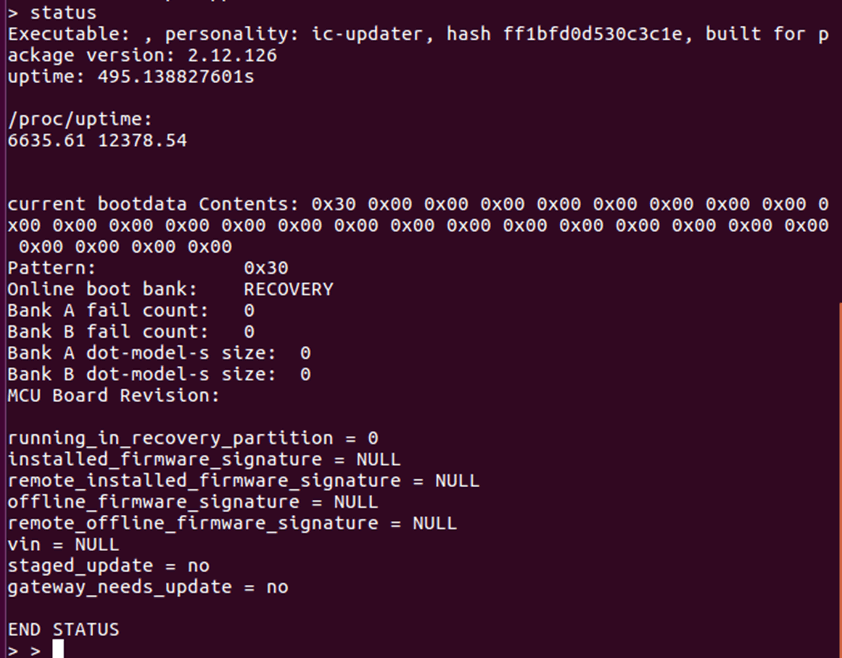 > status
Executable: , personality: ic-updater, hash ff1bfd0d530c3c1e, built for p
ackage version: 2.12.126
uptime: 495.138827601s
/proc/uptime:
6635.61 12378.54
current bootdata Contents: 0x30 0x00 0x00 0x00 0x00 0x00 0x00 0x00 0x00 0
x00 0x00 0x00 0x00 0x00 0x00 0x00 0x00 0x00 0x00 0x00 0x00 0x00 0x00 0x00
 0x00 0x00 0x00 0x00
Pattern: 0x30
Online boot bank: RECOVERY
Bank A fail count: 0
Bank B fail count: 0
Bank A dot-model-s size: 0
Bank B dot-model-s size: 0
MCU Board Revision:
running_in_recovery_partition = 0
installed_firmware_signature = NULL
remote_installed_firmware_signature = NULL
offline_firmware_signature = NULL
remote_offline_firmware_signature = NULL
vin = NULL
staged_update = no
gateway_needs_update = no
END STATUS
> >